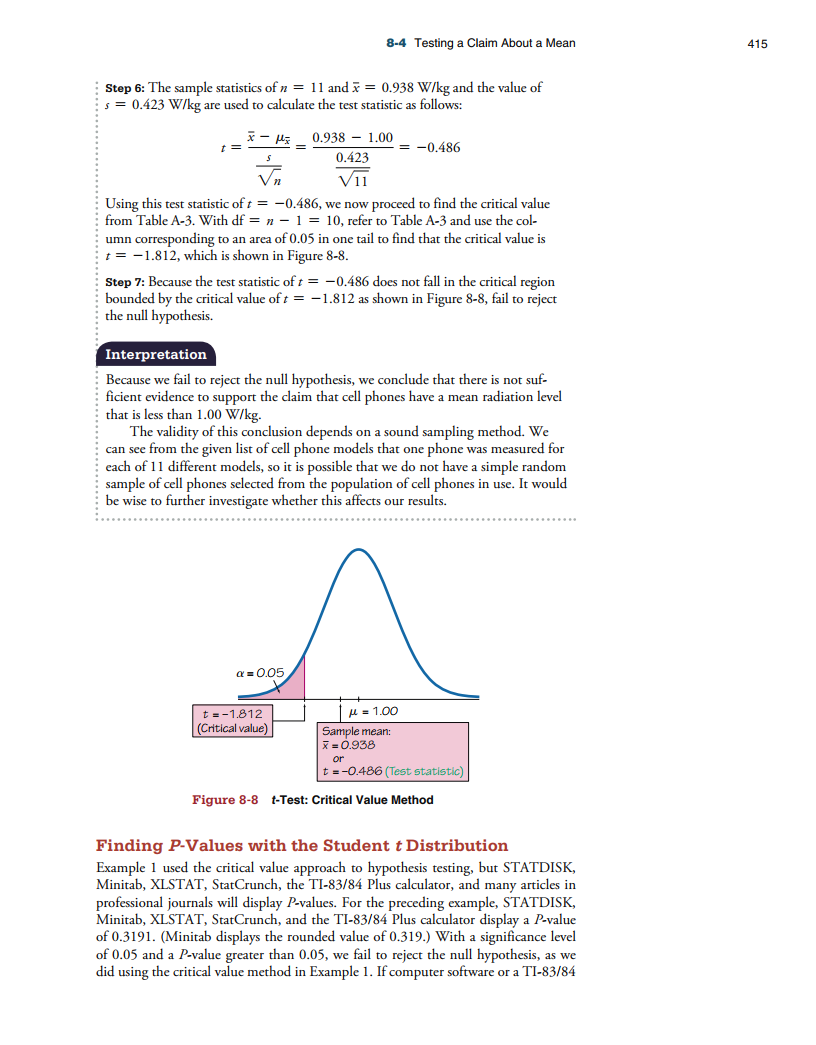 8-4 Testing a Claim About a Mean 415
Step 6: The sample statistics of n = 11 and x̄ = 0.938 W/kg and the value of
s = 0.423 W/kg are used to calculate the test statistic as follows:
t = (x̄ − μx̄) / (s / √n) = (0.938 − 1.00) / (0.423 / √11) = −0.486
Using this test statistic of t = −0.486, we now proceed to find the critical value
from Table A-3. With df = n − 1 = 10, refer to Table A-3 and use the col-
umn corresponding to an area of 0.05 in one tail to find that the critical value is
t = −1.812, which is shown in Figure 8-8.
Step 7: Because the test statistic of t = −0.486 does not fall in the critical region
bounded by the critical value of t = −1.812 as shown in Figure 8-8, fail to reject
the null hypothesis.
Interpretation
Because we fail to reject the null hypothesis, we conclude that there is not suf-
ficient evidence to support the claim that cell phones have a mean radiation level
that is less than 1.00 W/kg.
The validity of this conclusion depends on a sound sampling method. We
can see from the given list of cell phone models that one phone was measured for
each of 11 different models, so it is possible that we do not have a simple random
sample of cell phones selected from the population of cell phones in use. It would
be wise to further investigate whether this affects our results.
α = 0.05
t = −1.812
(Critical value)
μ = 1.00
Sample mean:
x̄ = 0.938
or
t = −0.486 (Test statistic)
Figure 8-8 t-Test: Critical Value Method
Finding P-Values with the Student t Distribution
Example 1 used the critical value approach to hypothesis testing, but STATDISK,
Minitab, XLSTAT, StatCrunch, the TI-83/84 Plus calculator, and many articles in
professional journals will display P-values. For the preceding example, STATDISK,
Minitab, XLSTAT, StatCrunch, and the TI-83/84 Plus calculator display a P-value
of 0.3191. (Minitab displays the rounded value of 0.319.) With a significance level
of 0.05 and a P-value greater than 0.05, we fail to reject the null hypothesis, as we
did using the critical value method in Example 1. If computer software or a TI-83/84